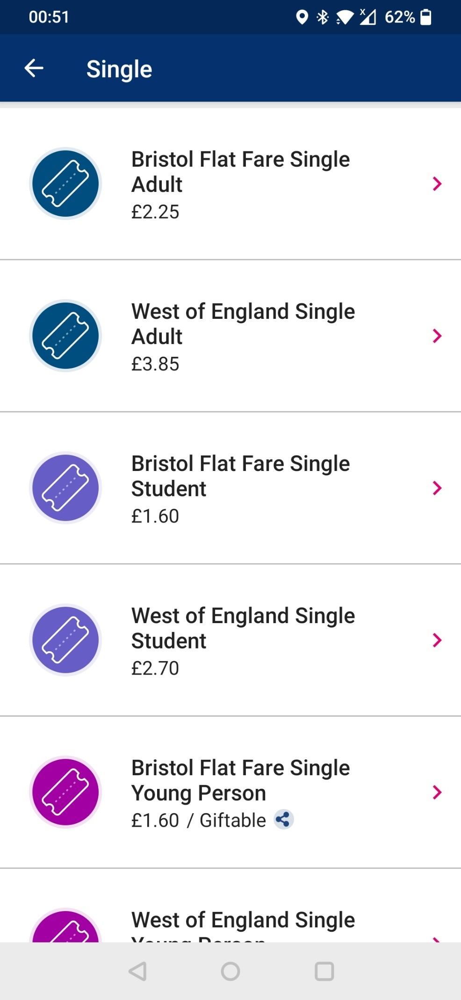 00:51
62%
Single
Bristol Flat Fare Single
Adult
£2.25
West of England Single
Adult
£3.85
Bristol Flat Fare Single
Student
£1.60
West of England Single
Student
£2.70
Bristol Flat Fare Single
Young Person
£1.60 / Giftable
West of England Single
Young Person